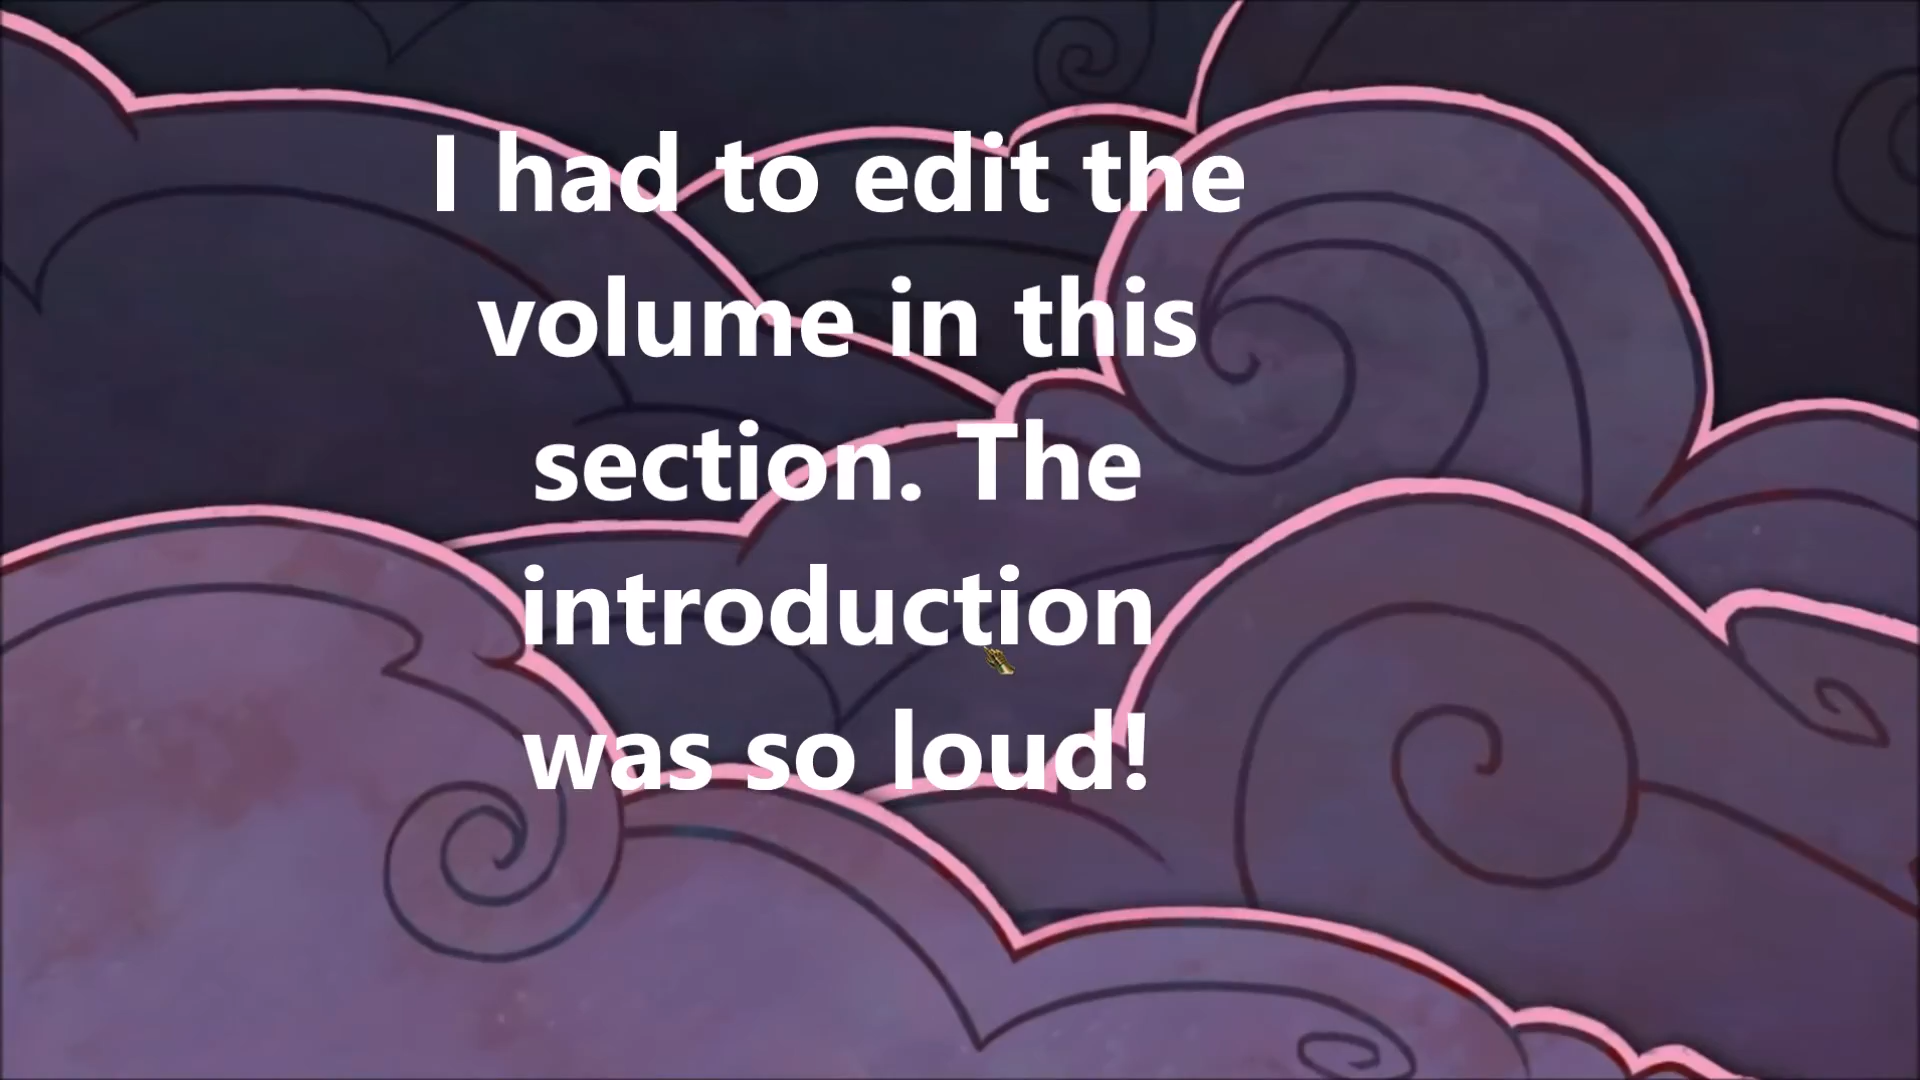 I had to edit the
volume in this
section. The
introduction
was so loud!